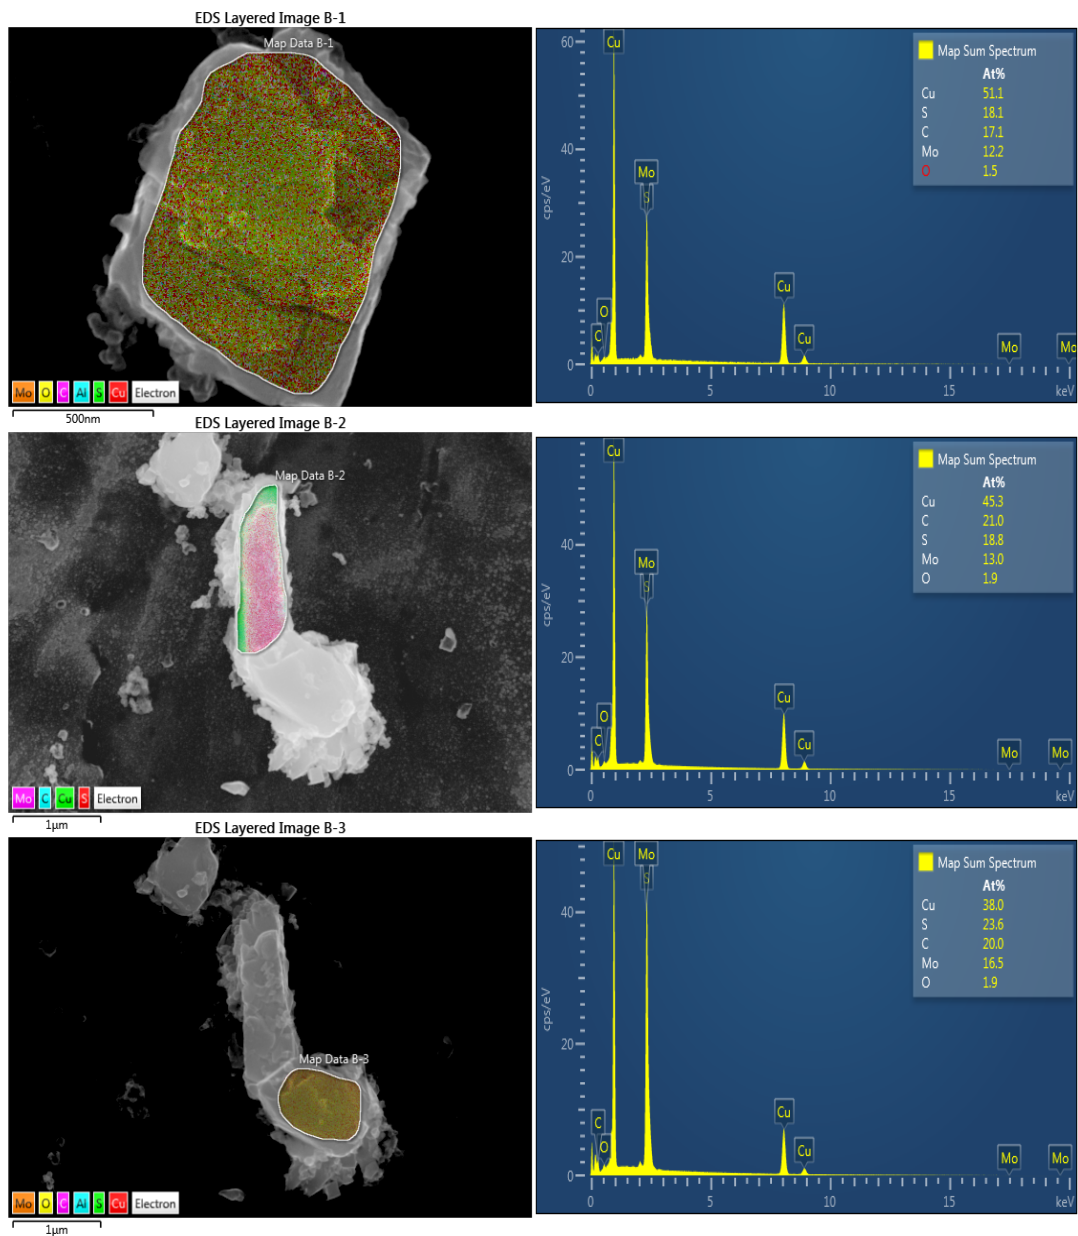 EDS Layered Image B-1
Map Data B-1
Mo O C Al S Cu Electron
500nm
60
40
20
0
cps/eV
Cu
Mo
S
O
C
Cu
Cu
Mo
Mo
0 5 10 15 keV
Map Sum Spectrum
At%
Cu 51.1
S 18.1
C 17.1
Mo 12.2
O 1.5
EDS Layered Image B-2
Map Data B-2
Mo C Cu S Electron
1µm
40
20
0
cps/eV
Cu
Mo
S
O
C
Cu
Cu
Mo
Mo
0 5 10 15 keV
Map Sum Spectrum
At%
Cu 45.3
C 21.0
S 18.8
Mo 13.0
O 1.9
EDS Layered Image B-3
Map Data B-3
Mo O C Al S Cu Electron
1µm
40
20
0
cps/eV
Cu
Mo
S
C
O
Cu
Cu
Mo
Mo
0 5 10 15 keV
Map Sum Spectrum
At%
Cu 38.0
S 23.6
C 20.0
Mo 16.5
O 1.9